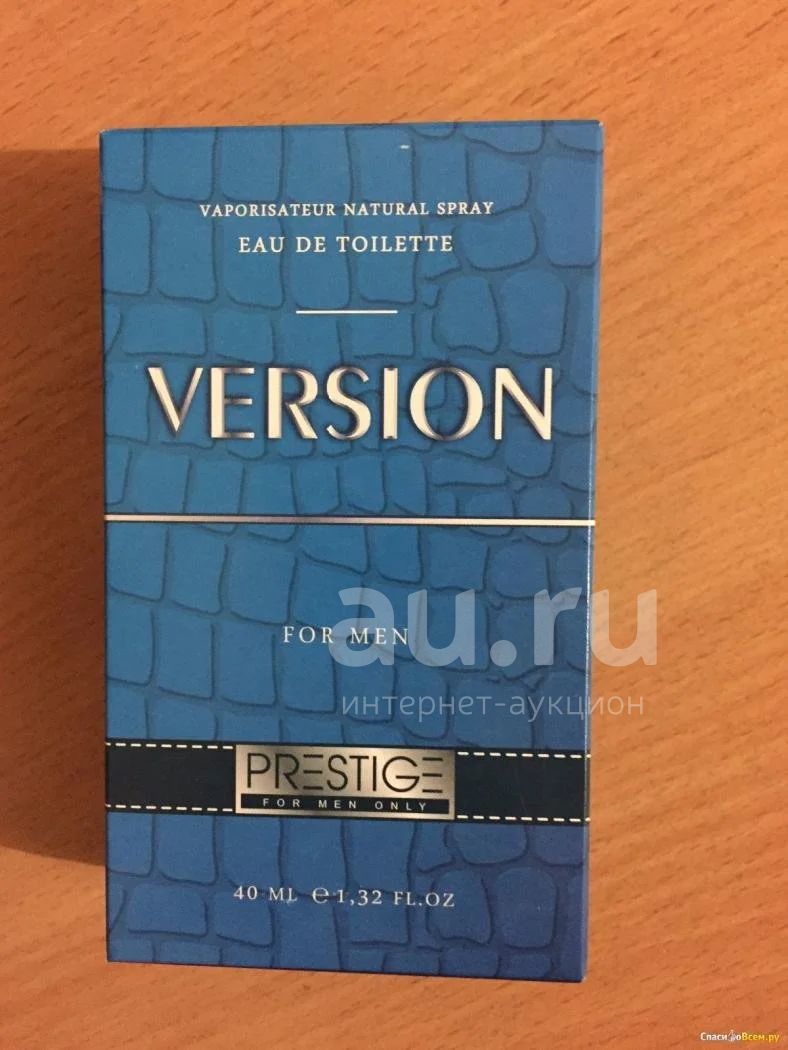 VAPORISATEUR NATURAL SPRAY
EAU DE TOILETTE
VERSION
FOR MEN
au.ru
интернет-аукцион
PRESTIGE
FOR MEN ONLY
40 ML ℮ 1,32 FL.OZ
СпасиДоВсем.ру